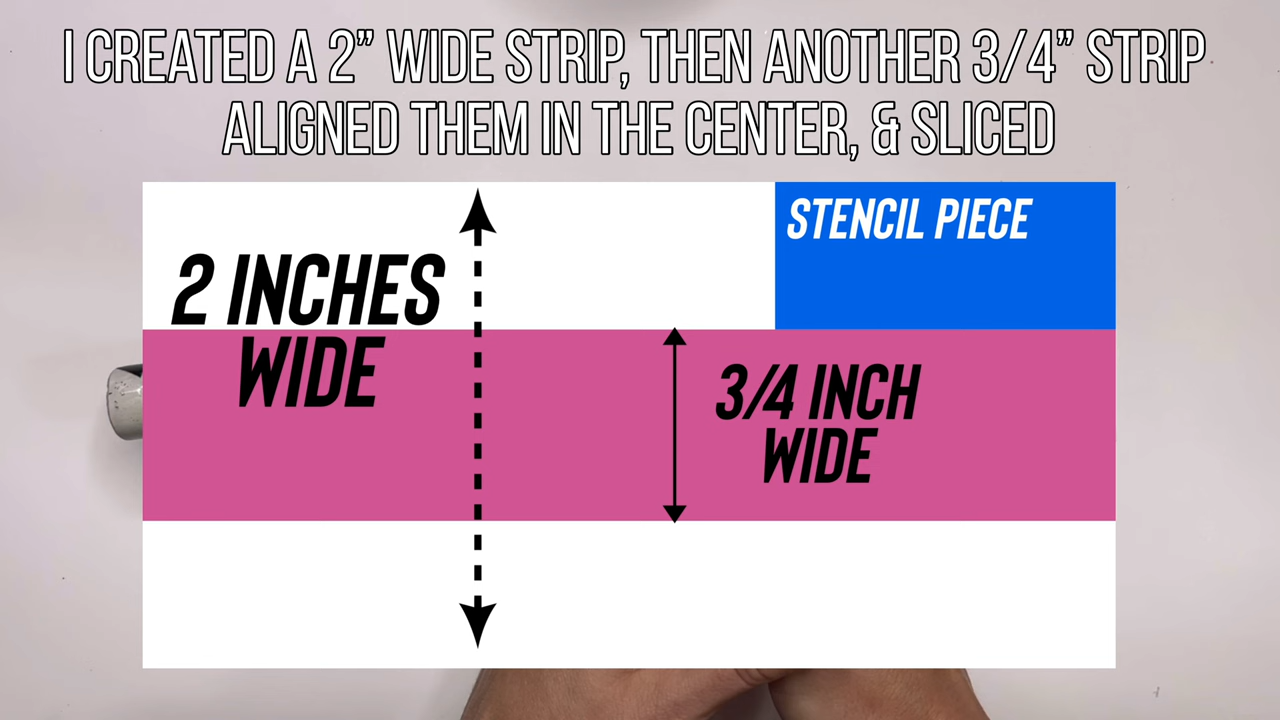 I CREATED A 2” WIDE STRIP, THEN ANOTHER 3/4” STRIP
ALIGNED THEM IN THE CENTER, & SLICED
STENCIL PIECE
2 INCHES
WIDE
3/4 INCH
WIDE